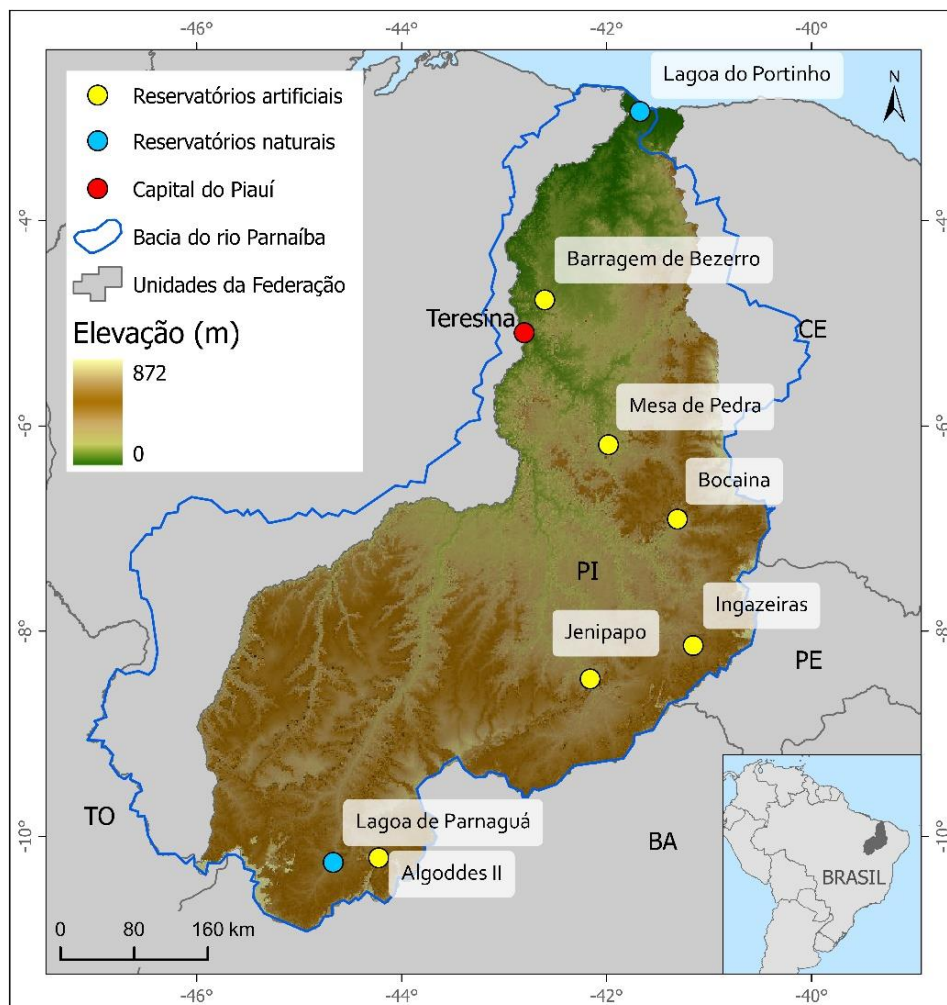 -46°
-44°
-42°
-40°
Reservatórios artificiais
Reservatórios naturais
Capital do Piauí
Bacia do rio Parnaíba
Unidades da Federação
Elevação (m)
872
0
Lagoa do Portinho
N
-4°
-4°
Barragem de Bezerro
Teresina
CE
Mesa de Pedra
-6°
-6°
Bocaina
PI
Ingazeiras
Jenipapo
-8°
-8°
PE
TO
Lagoa de Parnaguá
BA
-10°
-10°
Algoddes II
BRASIL
0
80
160 km
-46°
-44°
-42°
-40°